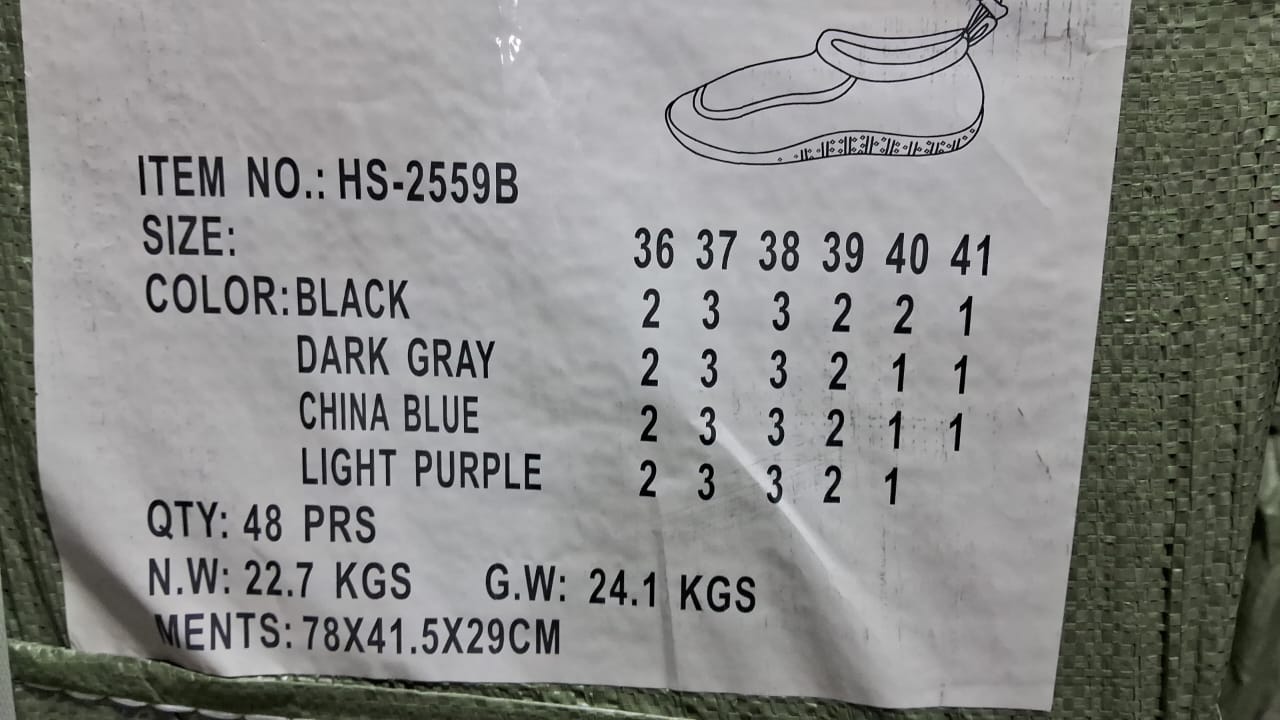 ITEM NO.: HS-2559B
SIZE: 36 37 38 39 40 41
COLOR: BLACK 2 3 3 2 2 1
DARK GRAY 2 3 3 2 1 1
CHINA BLUE 2 3 3 2 1 1
LIGHT PURPLE 2 3 3 2 1
QTY: 48 PRS
N.W: 22.7 KGS G.W: 24.1 KGS
MENTS: 78X41.5X29CM